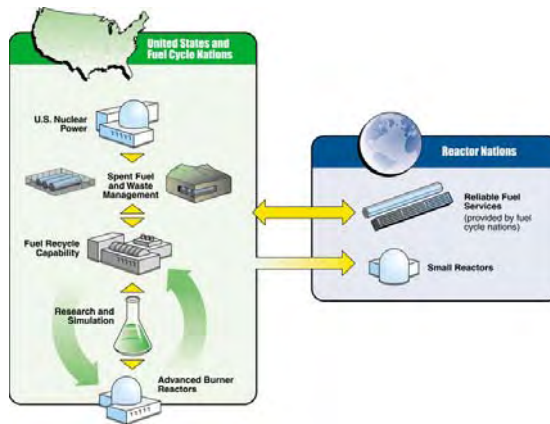 United States and
Fuel Cycle Nations
U.S. Nuclear
Power
Spent Fuel
and Waste
Management
Fuel Recycle
Capability
Research and
Simulation
Advanced Burner
Reactors
Reactor Nations
Reliable Fuel
Services
(provided by fuel
cycle nations)
Small Reactors